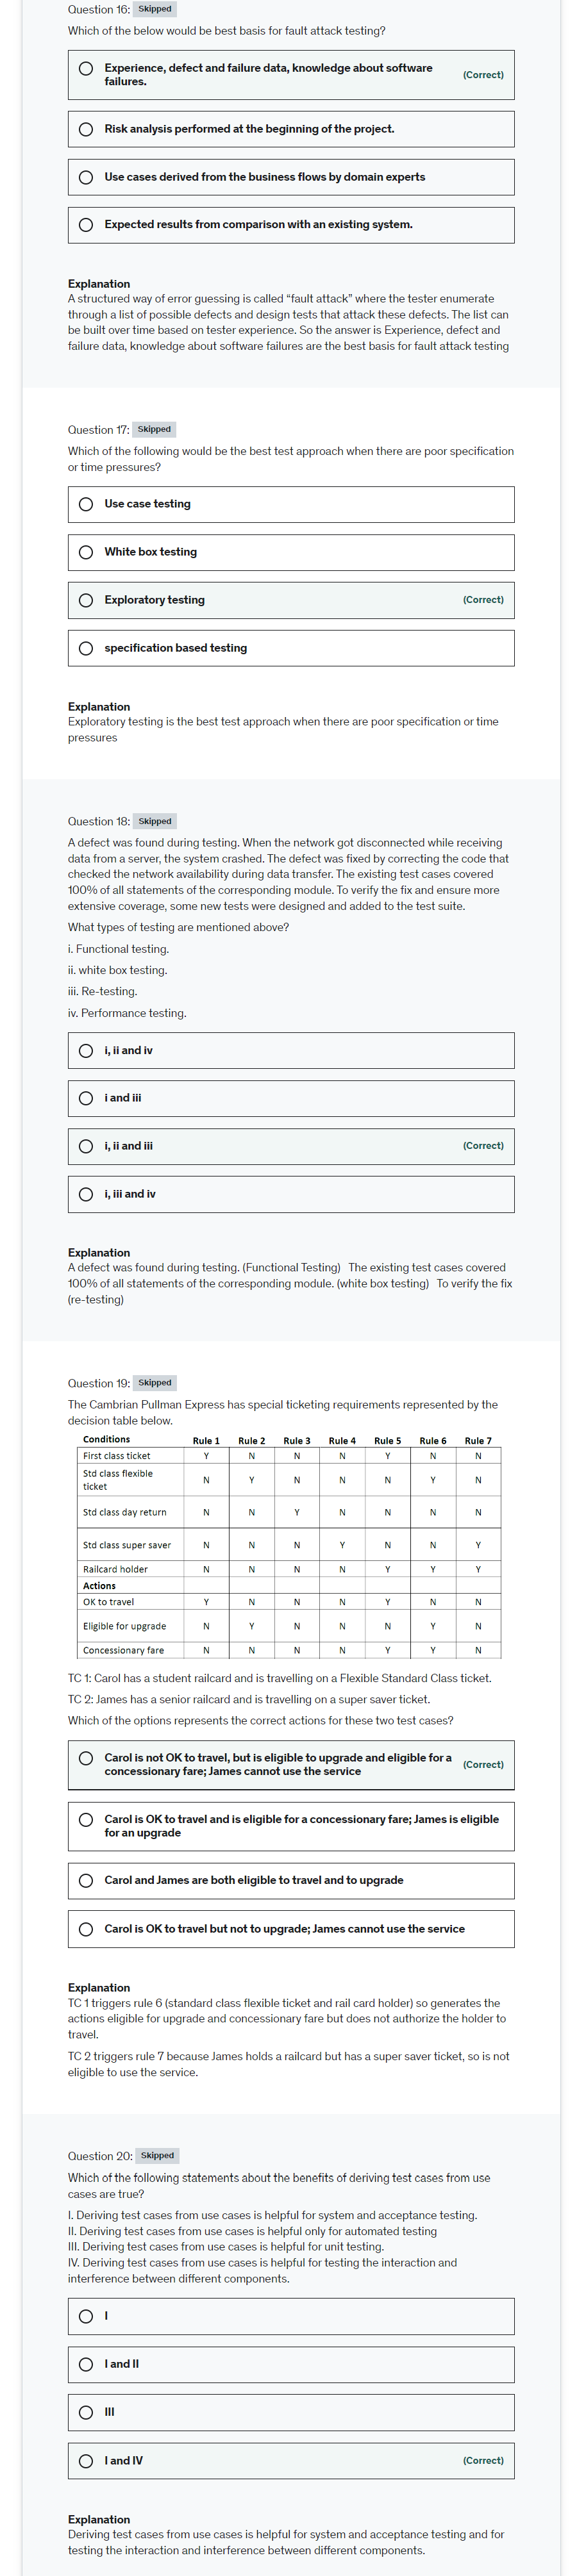 Question 16: Skipped
Which of the below would be best basis for fault attack testing?
Experience, defect and failure data, knowledge about software
failures.
(Correct)
Risk analysis performed at the beginning of the project.
Use cases derived from the business flows by domain experts
Expected results from comparison with an existing system.
Explanation
A structured way of error guessing is called “fault attack” where the tester enumerate
through a list of possible defects and design tests that attack these defects. The list can
be built over time based on tester experience. So the answer is Experience, defect and
failure data, knowledge about software failures are the best basis for fault attack testing
Question 17: Skipped
Which of the following would be the best test approach when there are poor specification
or time pressures?
Use case testing
White box testing
Exploratory testing (Correct)
specification based testing
Explanation
Exploratory testing is the best test approach when there are poor specification or time
pressures
Question 18: Skipped
A defect was found during testing. When the network got disconnected while receiving
data from a server, the system crashed. The defect was fixed by correcting the code that
checked the network availability during data transfer. The existing test cases covered
100% of all statements of the corresponding module. To verify the fix and ensure more
extensive coverage, some new tests were designed and added to the test suite.
What types of testing are mentioned above?
i. Functional testing.
ii. white box testing.
iii. Re-testing.
iv. Performance testing.
i, ii and iv
i and iii
i, ii and iii (Correct)
i, iii and iv
Explanation
A defect was found during testing. (Functional Testing) The existing test cases covered
100% of all statements of the corresponding module. (white box testing) To verify the fix
(re-testing)
Question 19: Skipped
The Cambrian Pullman Express has special ticketing requirements represented by the
decision table below.
Conditions Rule 1 Rule 2 Rule 3 Rule 4 Rule 5 Rule 6 Rule 7
First class ticket Y N N N Y N N
Std class flexible
ticket
N Y N N N Y N
Std class day return N N Y N N N N
Std class super saver N N N Y N N Y
Railcard holder N N N N Y Y Y
Actions
OK to travel Y N N N Y N N
Eligible for upgrade N Y N N N Y N
Concessionary fare N N N N Y Y N
TC 1: Carol has a student railcard and is travelling on a Flexible Standard Class ticket.
TC 2: James has a senior railcard and is travelling on a super saver ticket.
Which of the options represents the correct actions for these two test cases?
Carol is not OK to travel, but is eligible to upgrade and eligible for a
concessionary fare; James cannot use the service
(Correct)
Carol is OK to travel and is eligible for a concessionary fare; James is eligible
for an upgrade
Carol and James are both eligible to travel and to upgrade
Carol is OK to travel but not to upgrade; James cannot use the service
Explanation
TC 1 triggers rule 6 (standard class flexible ticket and rail card holder) so generates the
actions eligible for upgrade and concessionary fare but does not authorize the holder to
travel.
TC 2 triggers rule 7 because James holds a railcard but has a super saver ticket, so is not
eligible to use the service.
Question 20: Skipped
Which of the following statements about the benefits of deriving test cases from use
cases are true?
I. Deriving test cases from use cases is helpful for system and acceptance testing.
II. Deriving test cases from use cases is helpful only for automated testing
III. Deriving test cases from use cases is helpful for unit testing.
IV. Deriving test cases from use cases is helpful for testing the interaction and
interference between different components.
I
I and II
III
I and IV (Correct)
Explanation
Deriving test cases from use cases is helpful for system and acceptance testing and for
testing the interaction and interference between different components.